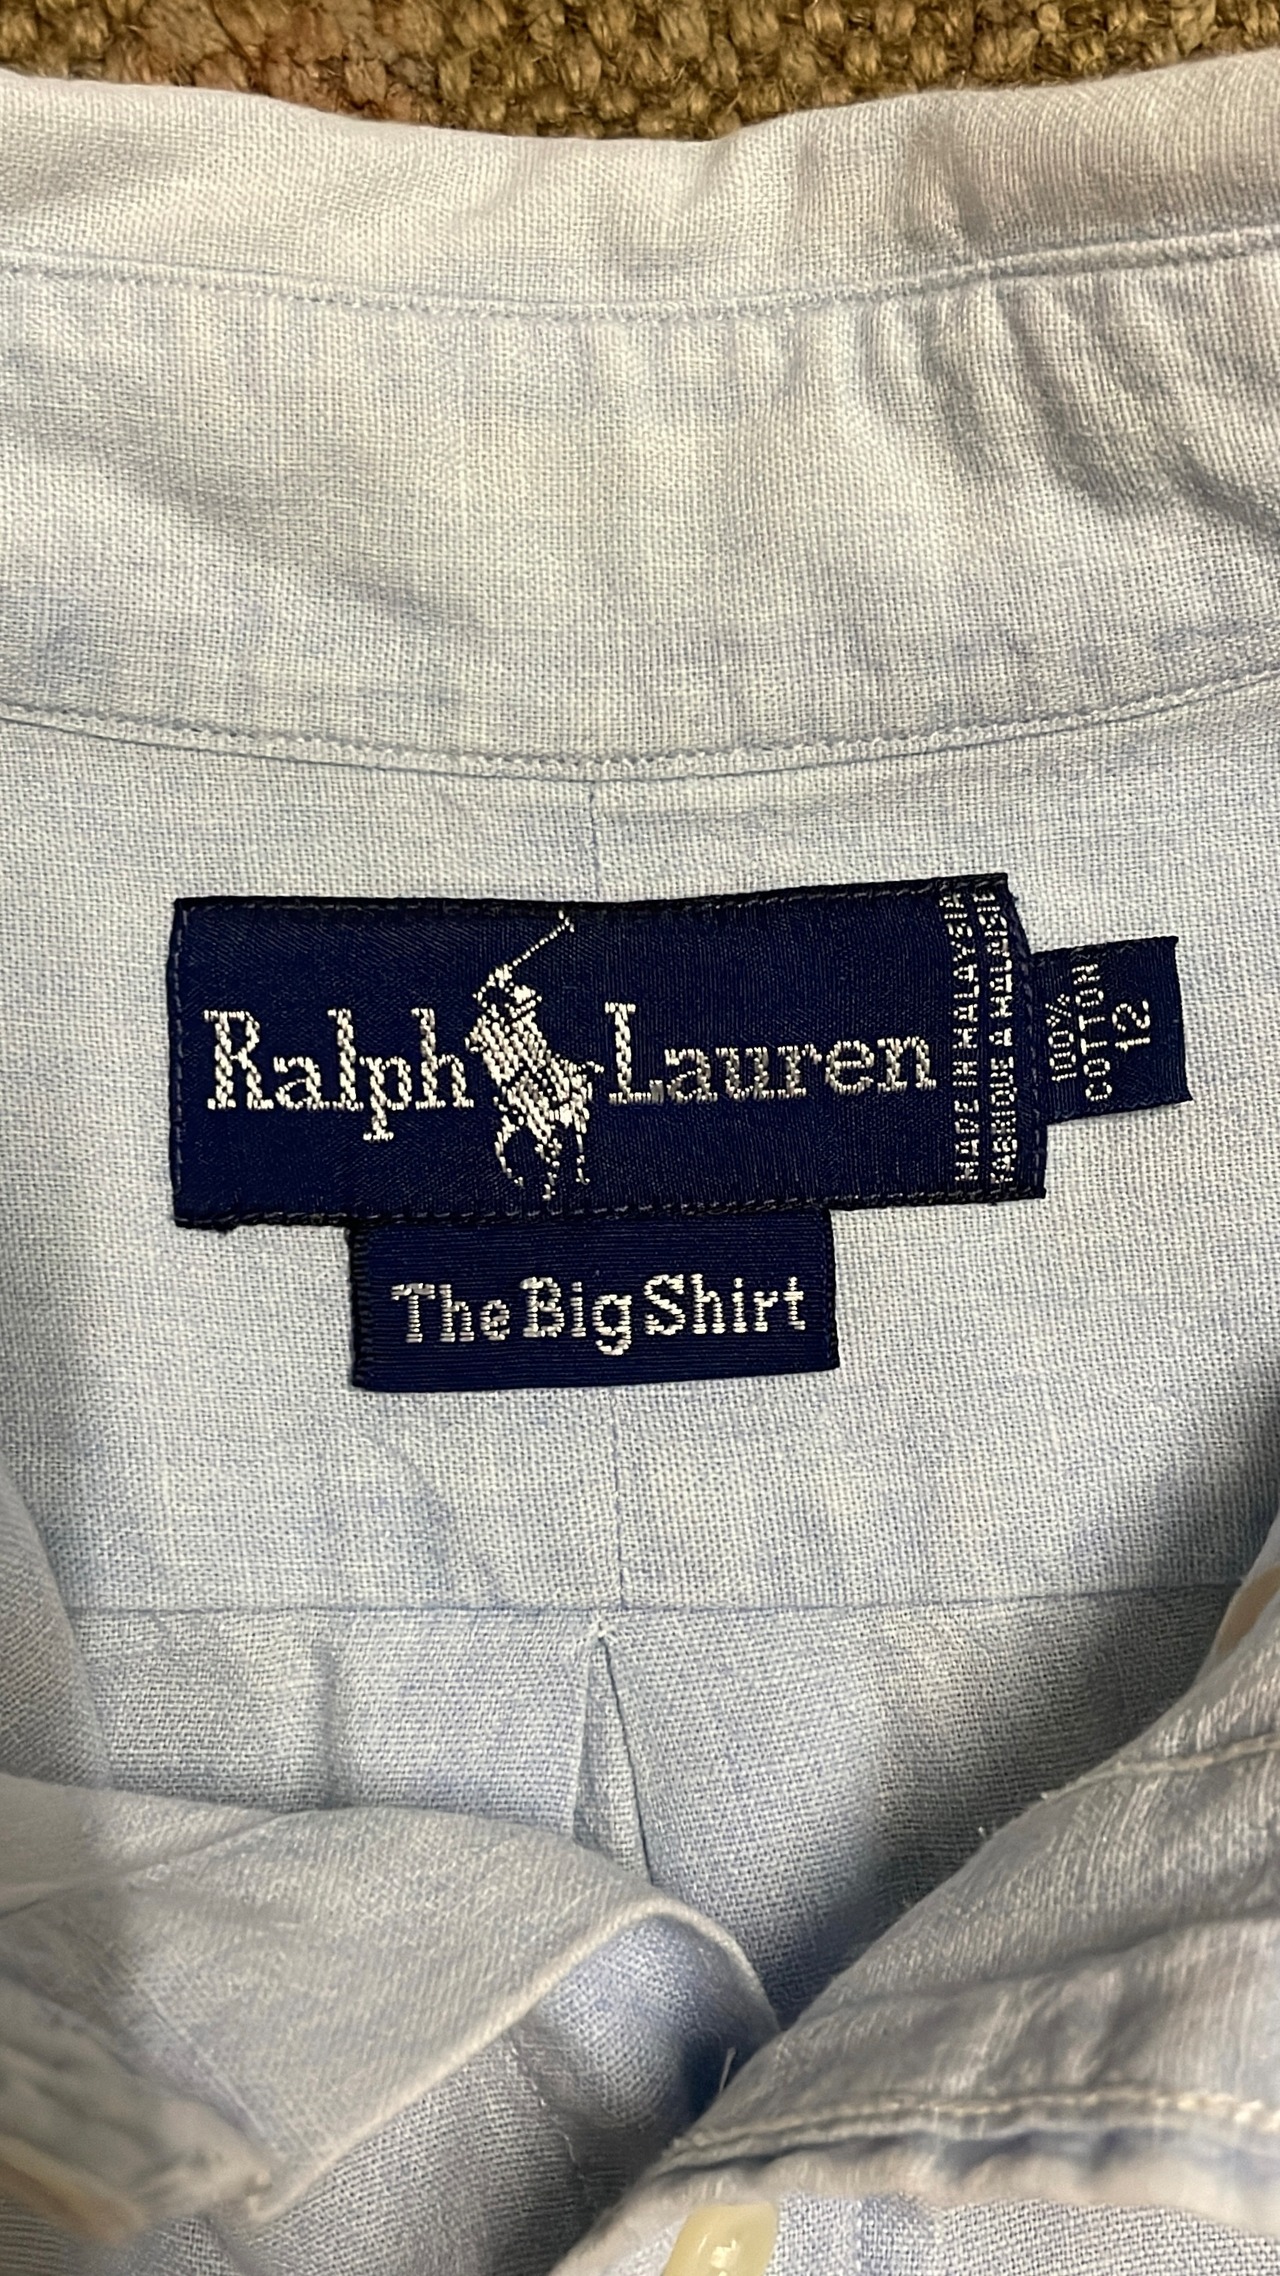 Ralph Lauren
MADE IN MALAYSIA
FABRIQUE A MALAISIE
100%
COTTON
12
The Big Shirt